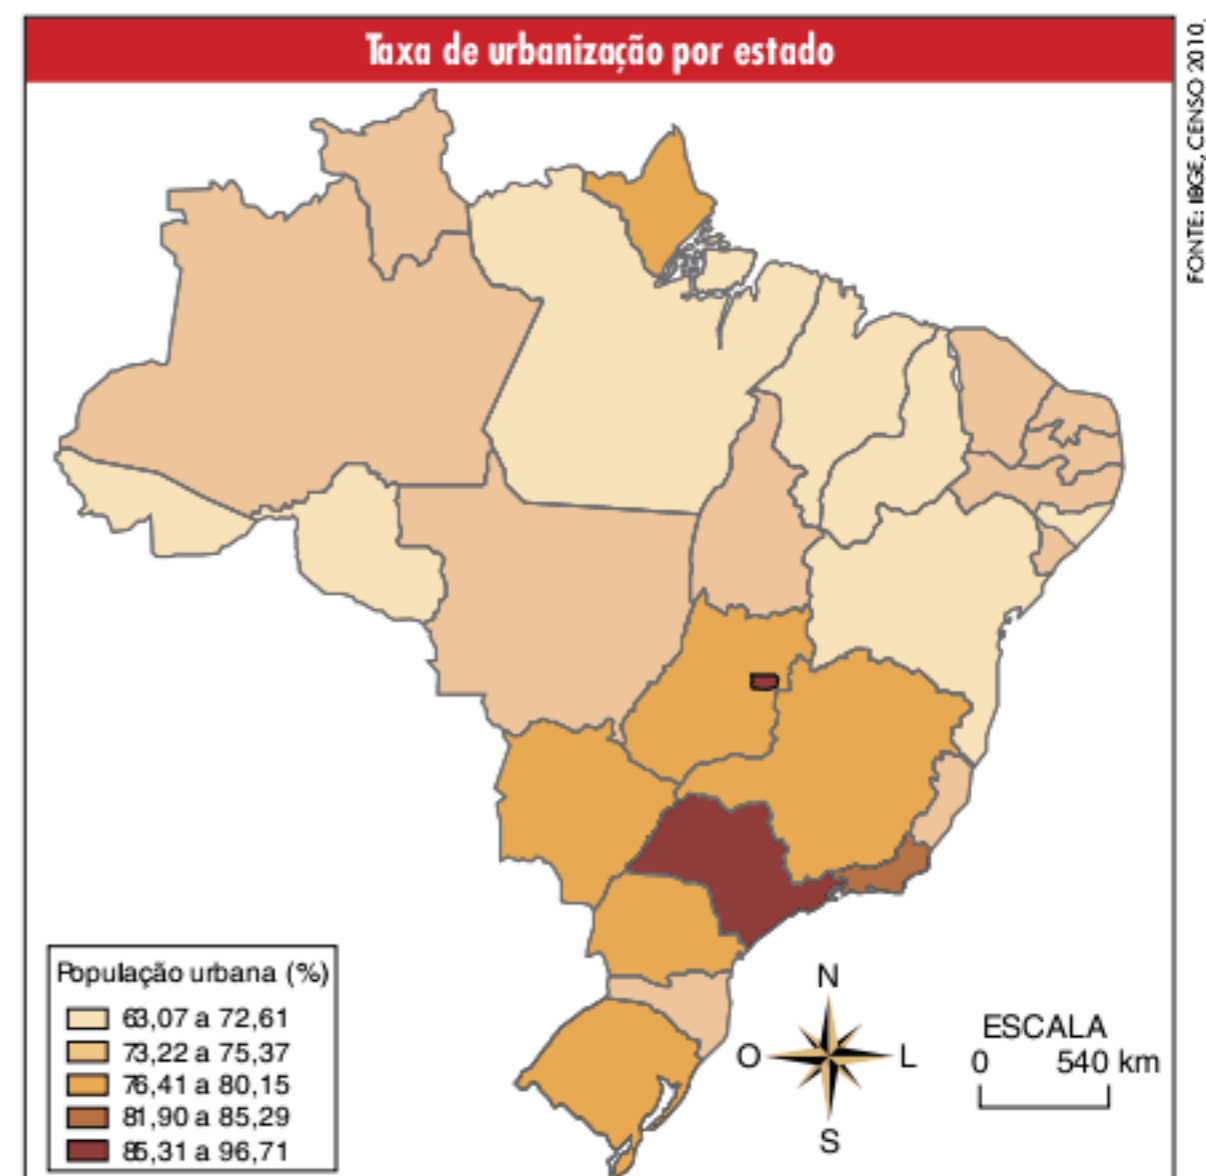 Taxa de urbanização por estado
FONTE: IBGE, CENSO 2010.
População urbana (%)
63,07 a 72,61
73,22 a 75,37
76,41 a 80,15
81,90 a 85,29
85,31 a 96,71
N
O
L
S
ESCALA
0 540 km